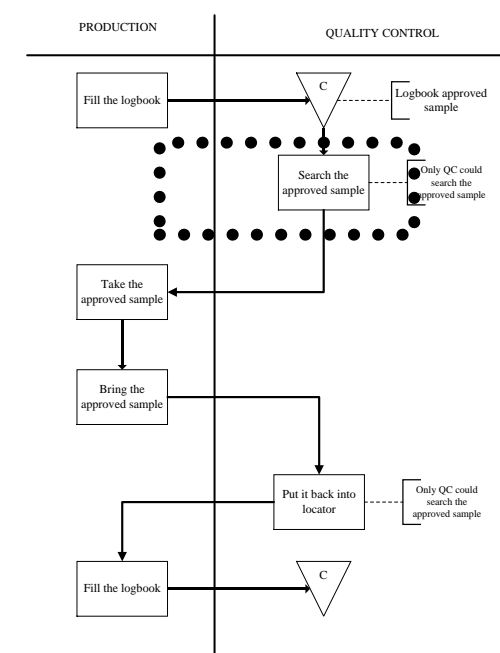 PRODUCTION
QUALITY CONTROL
Fill the logbook
C
Logbook approved
sample
Search the
approved sample
Only QC could
search the
approved sample
Take the
approved sample
Bring the
approved sample
Put it back into
locator
Only QC could
search the
approved sample
Fill the logbook
C